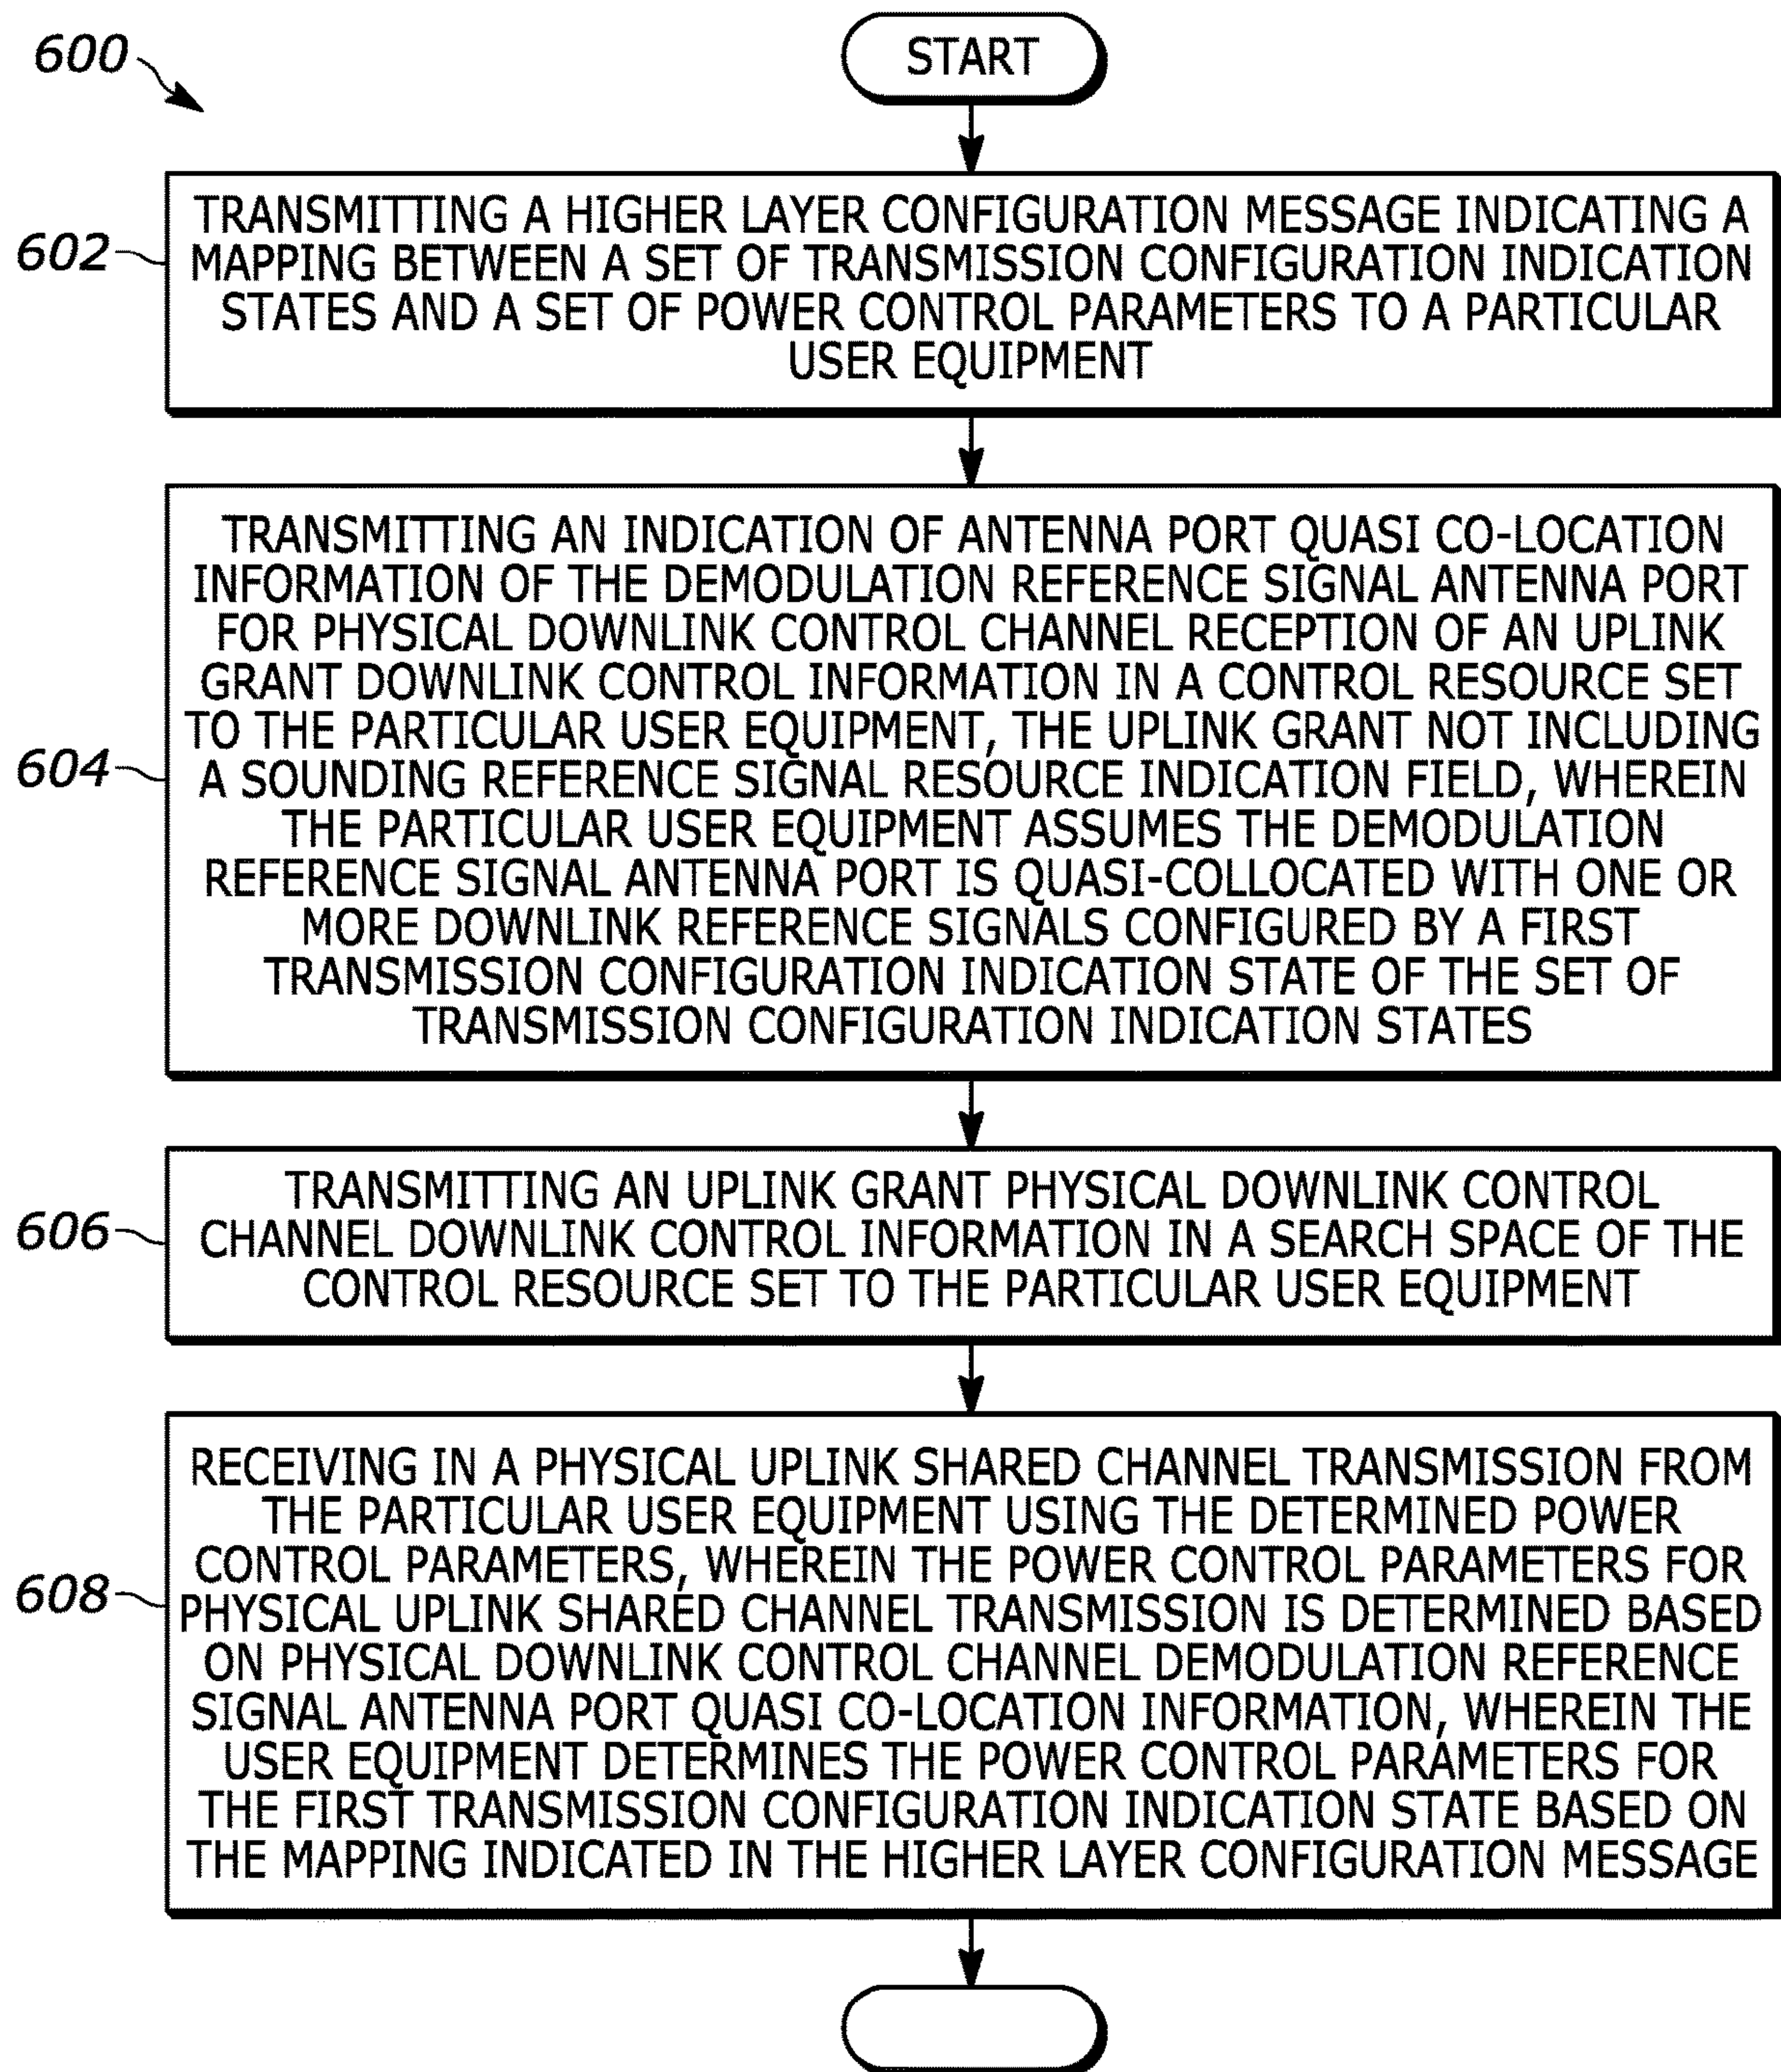 600
START
602
TRANSMITTING A HIGHER LAYER CONFIGURATION MESSAGE INDICATING A
MAPPING BETWEEN A SET OF TRANSMISSION CONFIGURATION INDICATION
STATES AND A SET OF POWER CONTROL PARAMETERS TO A PARTICULAR
USER EQUIPMENT
604
TRANSMITTING AN INDICATION OF ANTENNA PORT QUASI CO-LOCATION
INFORMATION OF THE DEMODULATION REFERENCE SIGNAL ANTENNA PORT
FOR PHYSICAL DOWNLINK CONTROL CHANNEL RECEPTION OF AN UPLINK
GRANT DOWNLINK CONTROL INFORMATION IN A CONTROL RESOURCE SET
TO THE PARTICULAR USER EQUIPMENT, THE UPLINK GRANT NOT INCLUDING
A SOUNDING REFERENCE SIGNAL RESOURCE INDICATION FIELD, WHEREIN
THE PARTICULAR USER EQUIPMENT ASSUMES THE DEMODULATION
REFERENCE SIGNAL ANTENNA PORT IS QUASI-COLLOCATED WITH ONE OR
MORE DOWNLINK REFERENCE SIGNALS CONFIGURED BY A FIRST
TRANSMISSION CONFIGURATION INDICATION STATE OF THE SET OF
TRANSMISSION CONFIGURATION INDICATION STATES
606
TRANSMITTING AN UPLINK GRANT PHYSICAL DOWNLINK CONTROL
CHANNEL DOWNLINK CONTROL INFORMATION IN A SEARCH SPACE OF THE
CONTROL RESOURCE SET TO THE PARTICULAR USER EQUIPMENT
608
RECEIVING IN A PHYSICAL UPLINK SHARED CHANNEL TRANSMISSION FROM
THE PARTICULAR USER EQUIPMENT USING THE DETERMINED POWER
CONTROL PARAMETERS, WHEREIN THE POWER CONTROL PARAMETERS FOR
PHYSICAL UPLINK SHARED CHANNEL TRANSMISSION IS DETERMINED BASED
ON PHYSICAL DOWNLINK CONTROL CHANNEL DEMODULATION REFERENCE
SIGNAL ANTENNA PORT QUASI CO-LOCATION INFORMATION, WHEREIN THE
USER EQUIPMENT DETERMINES THE POWER CONTROL PARAMETERS FOR
THE FIRST TRANSMISSION CONFIGURATION INDICATION STATE BASED ON
THE MAPPING INDICATED IN THE HIGHER LAYER CONFIGURATION MESSAGE